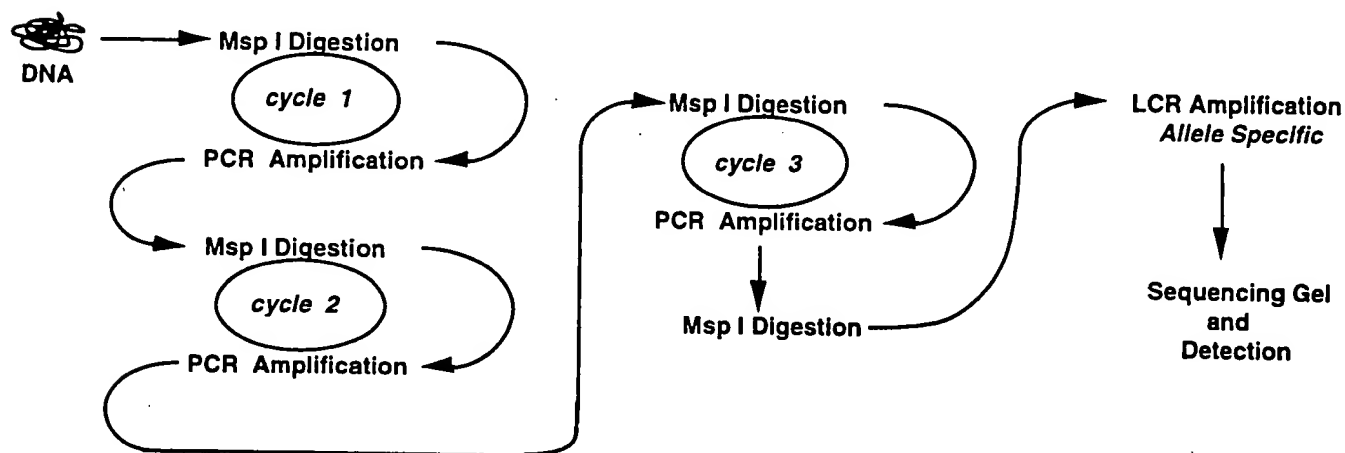 DNA
Msp I Digestion
cycle 1
PCR Amplification
Msp I Digestion
cycle 2
PCR Amplification
Msp I Digestion
cycle 3
PCR Amplification
Msp I Digestion
LCR Amplification
Allele Specific
Sequencing Gel
and
Detection